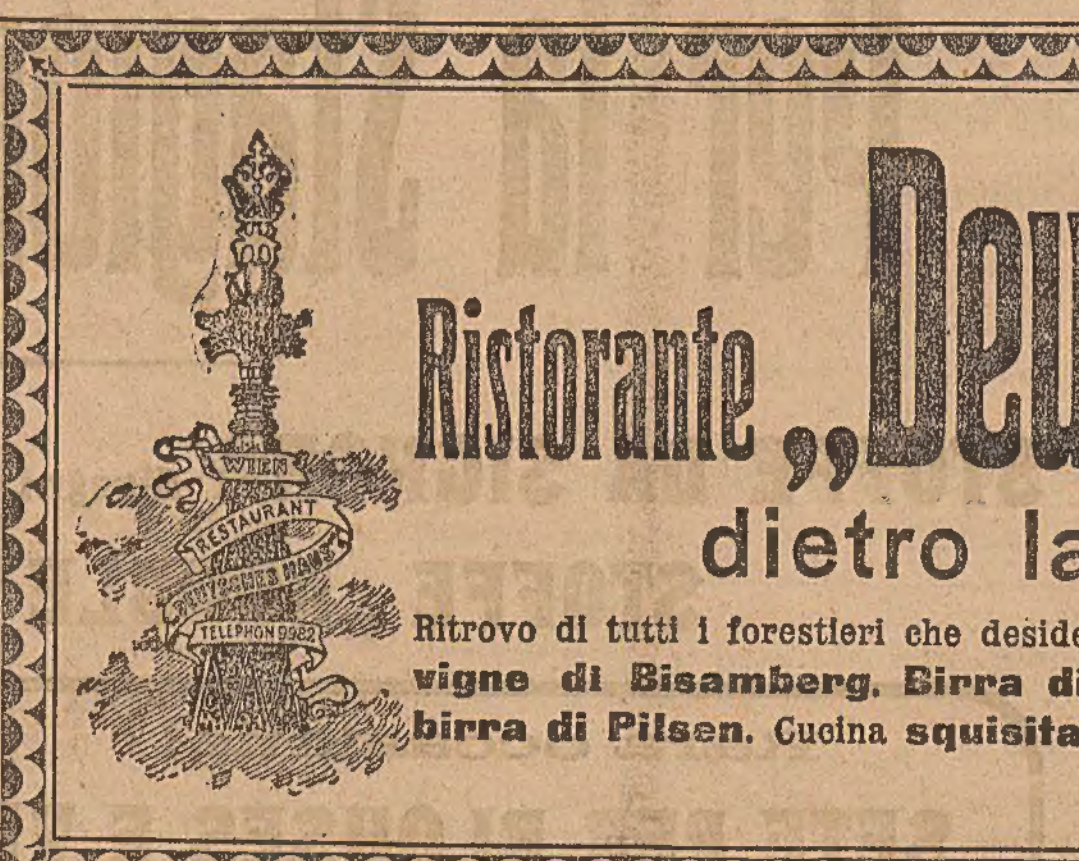 WIEN
RESTAURANT
DEUTSCHES HAUS
TELEPHON 9982
Ristorante „Deu
dietro la
Ritrovo di tutti i forestieri che deside
vigne di Bisamberg. Birra di
birra di Pilsen. Cucina squisita